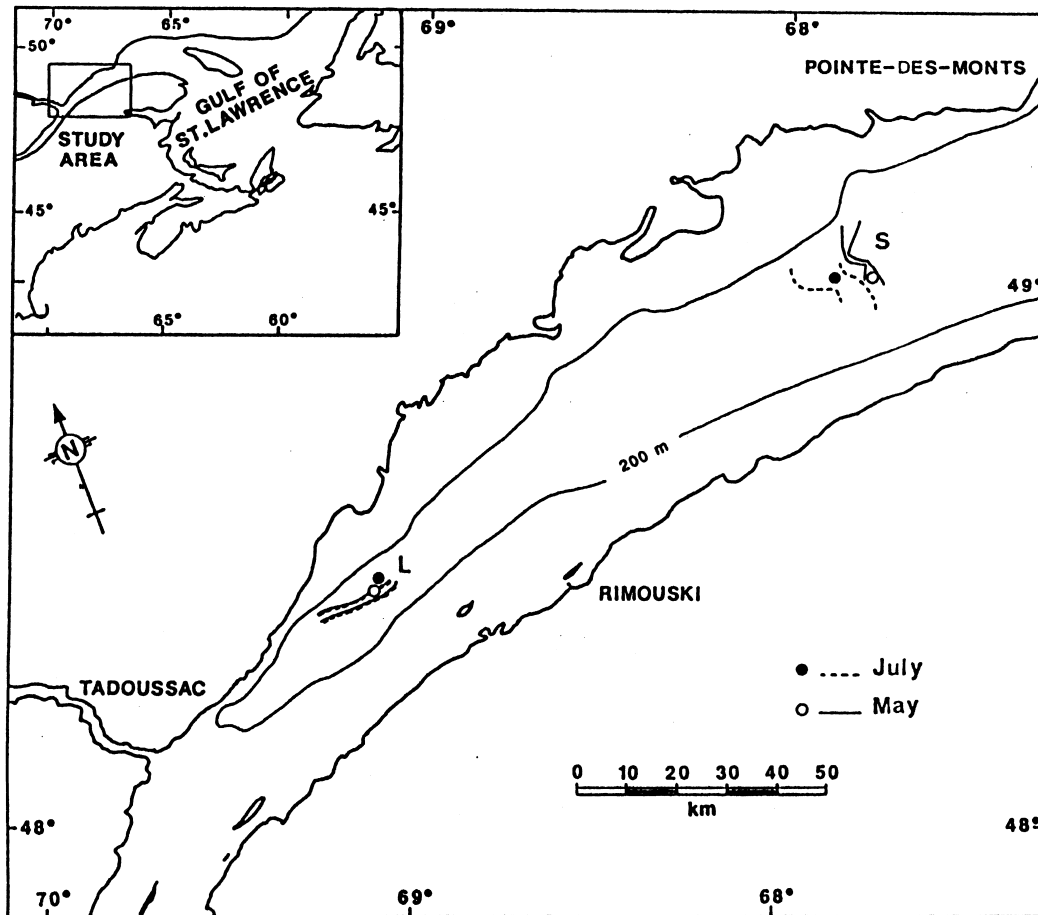 70° 65°
50°
GULF OF
ST. LAWRENCE
STUDY
AREA
45° 45°
65° 60°
69° 68°
POINTE-DES-MONTS
S
49°
200 m
N
L
RIMOUSKI
TADOUSSAC
July
May
0 10 20 30 40 50
km
48° 48°
70° 69° 68°